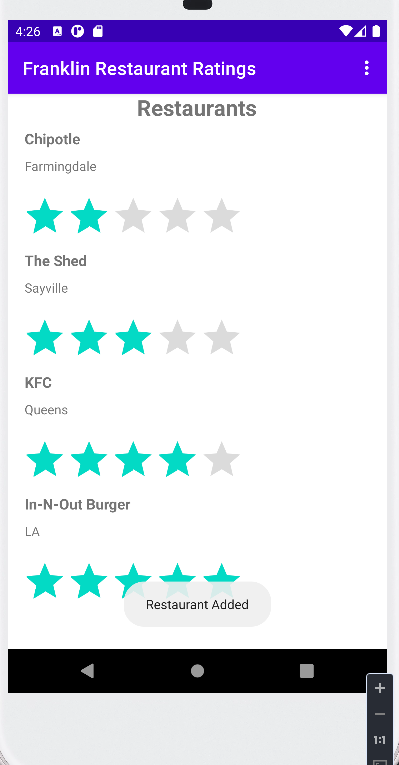 4:26
Franklin Restaurant Ratings
Restaurants
Chipotle
Farmingdale
The Shed
Sayville
KFC
Queens
In-N-Out Burger
LA
Restaurant Added
1:1